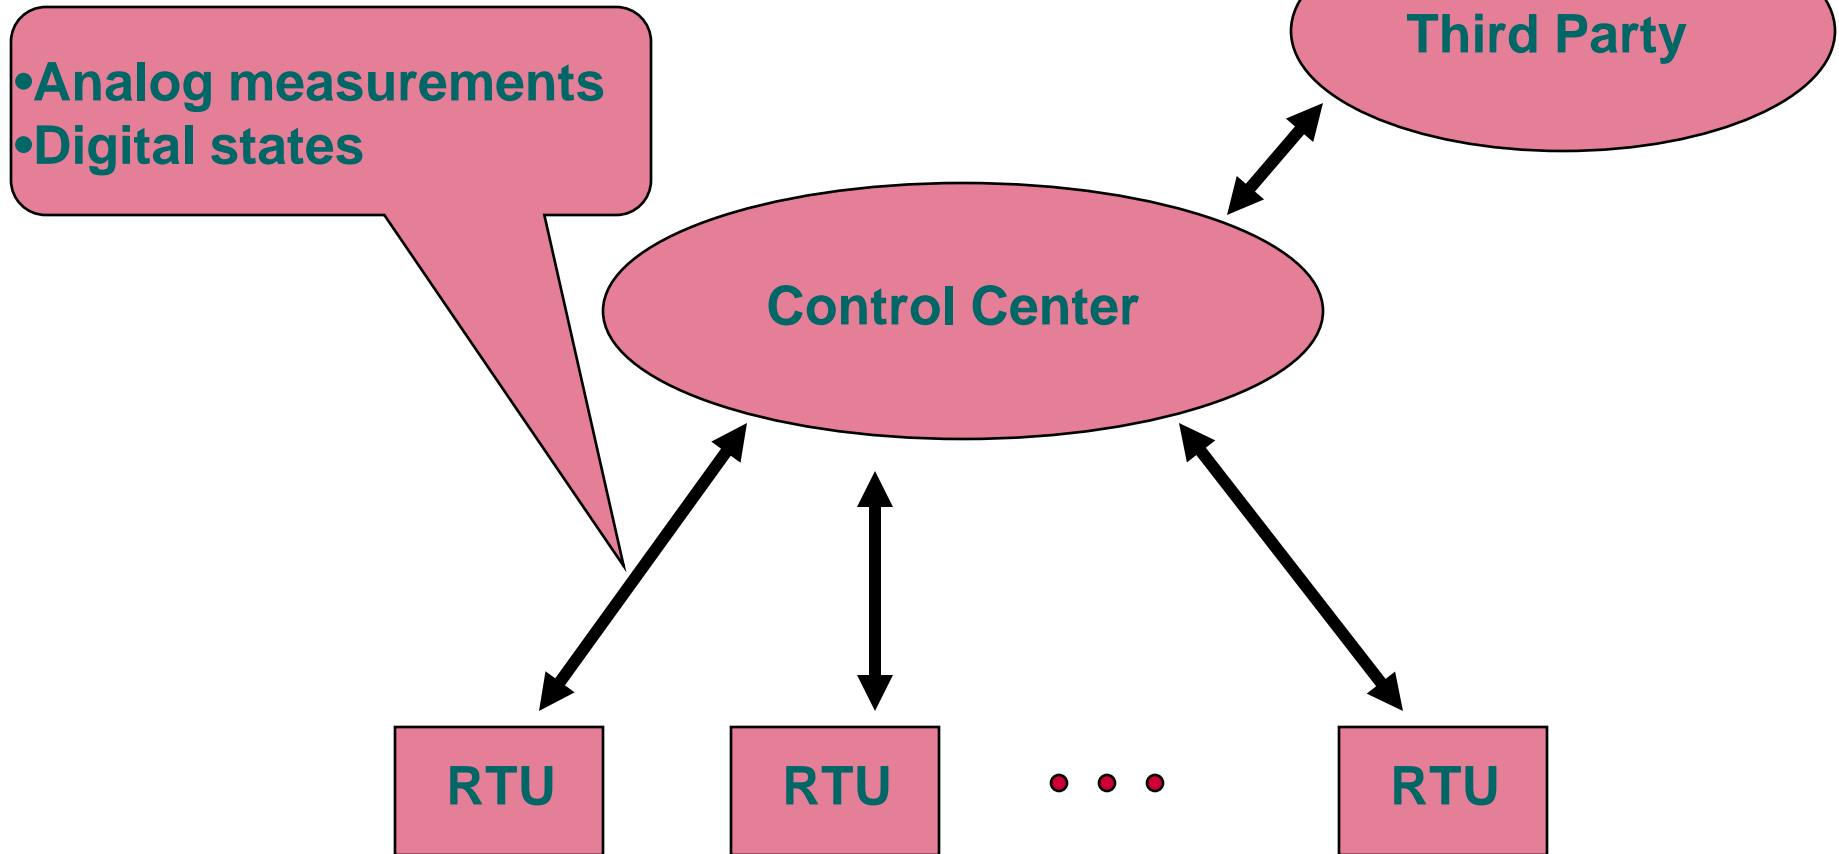 Third Party
•Analog measurements
•Digital states
Control Center
RTU
RTU
RTU